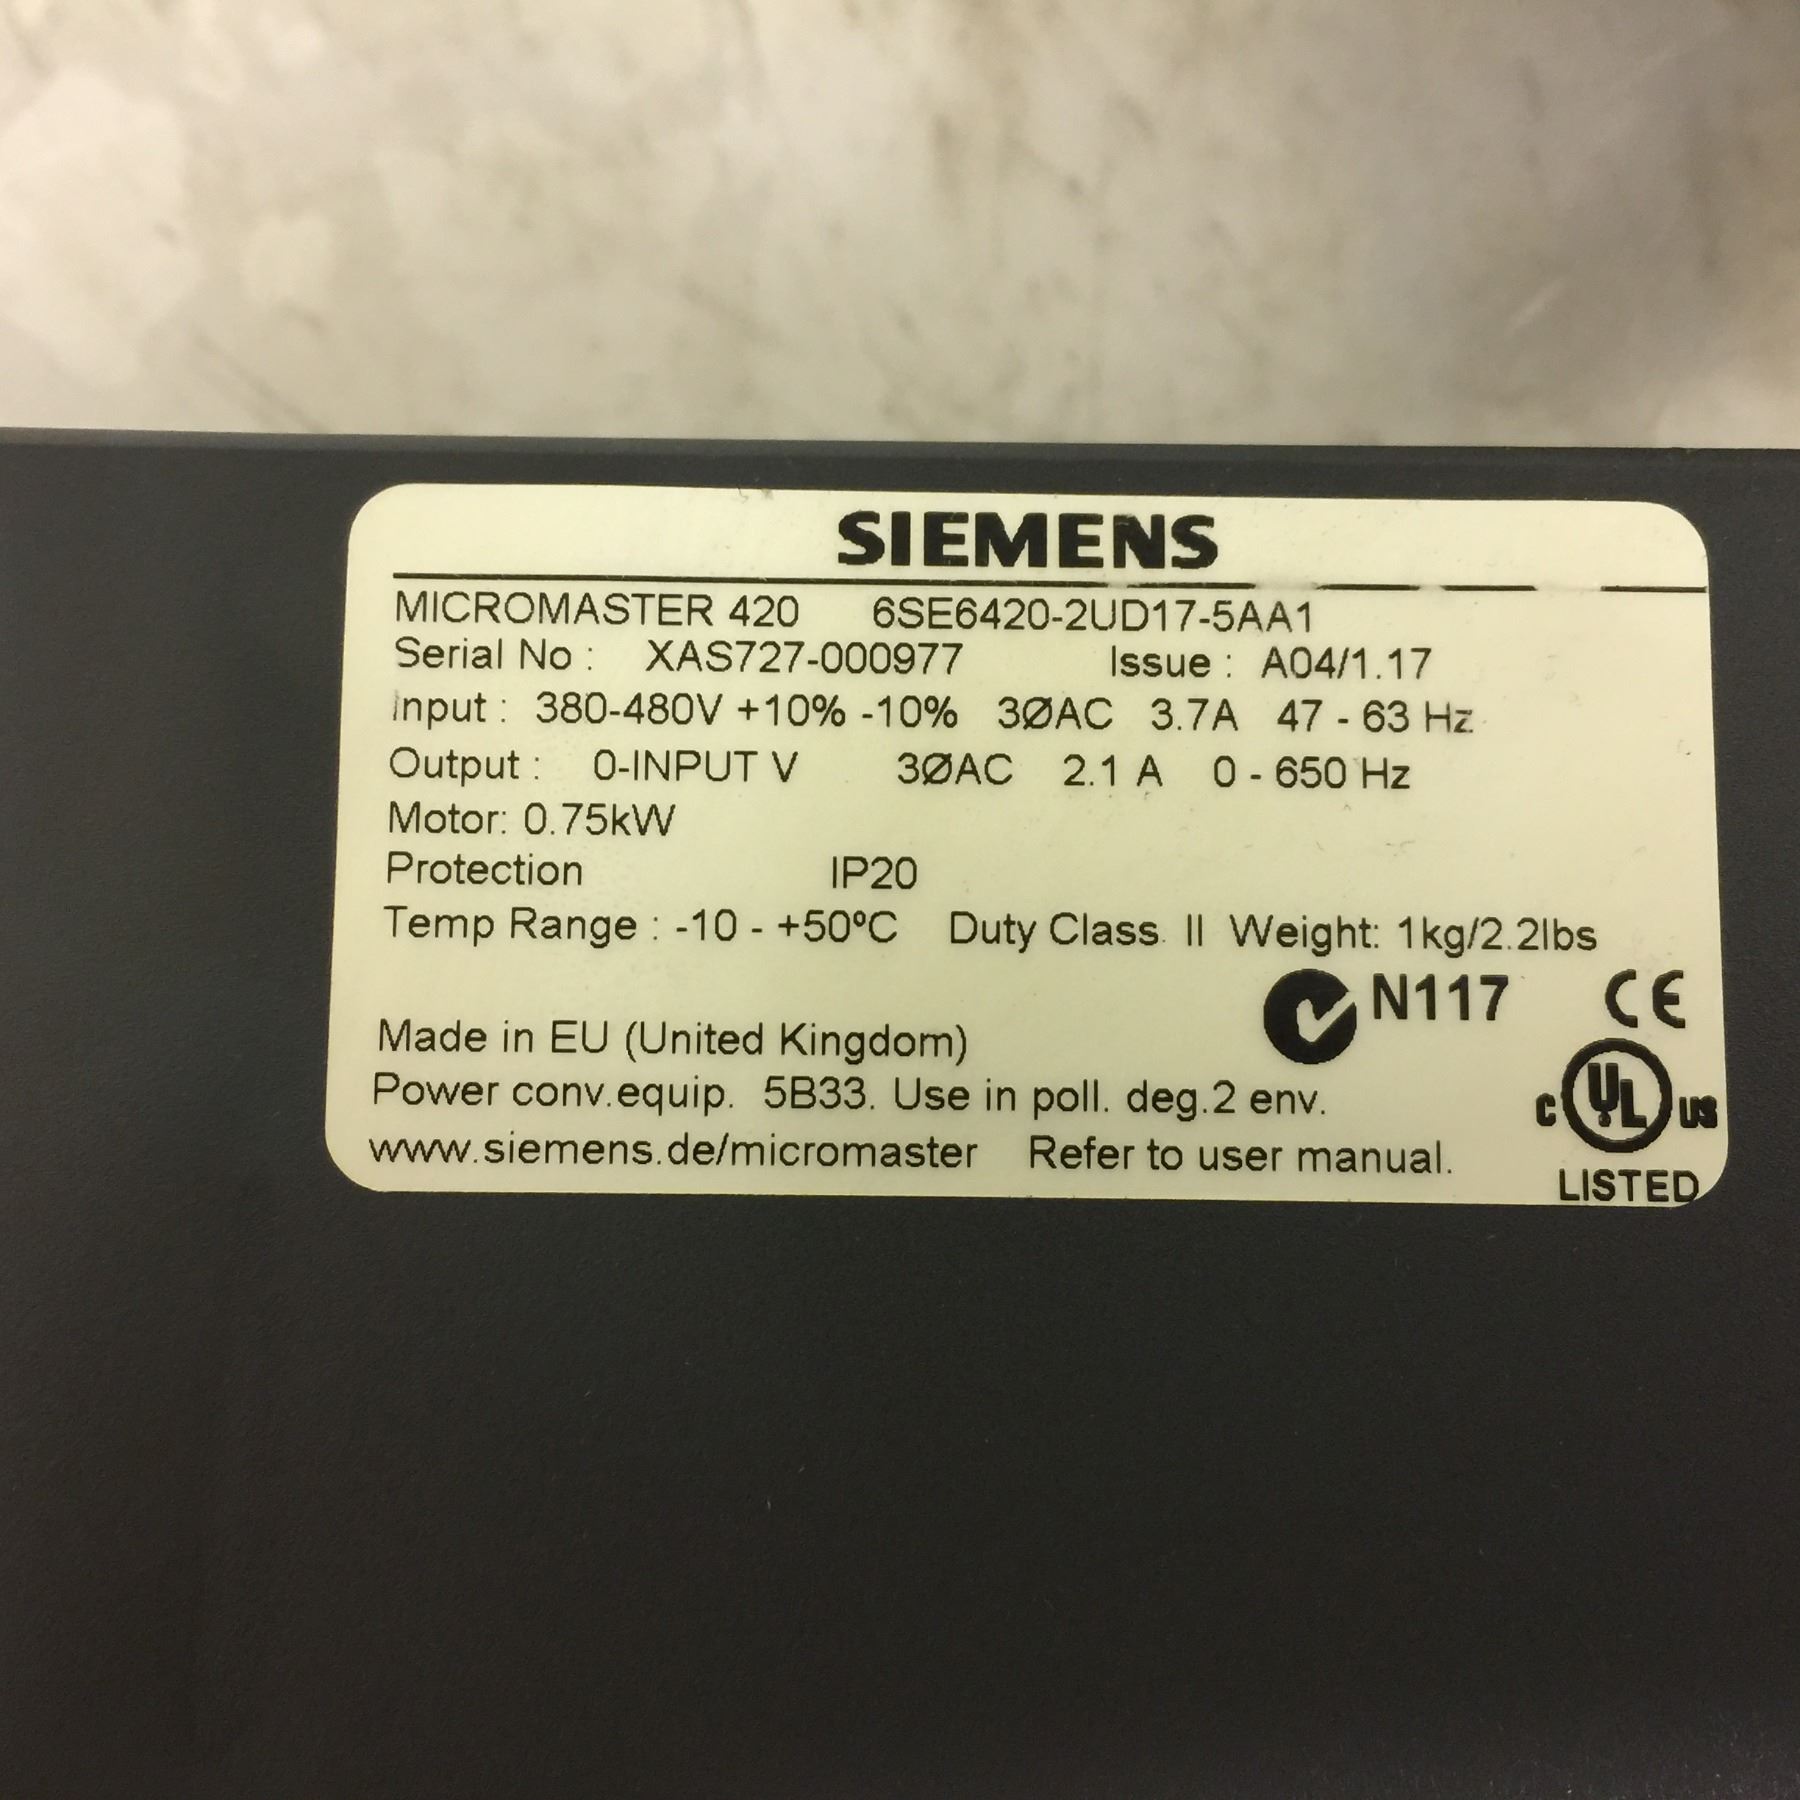 SIEMENS
MICROMASTER 420 6SE6420-2UD17-5AA1
Serial No : XAS727-000977 Issue : A04/1.17
Input : 380-480V +10% -10% 3ØAC 3.7A 47 - 63 Hz
Output : 0-INPUT V 3ØAC 2.1 A 0 - 650 Hz
Motor: 0.75kW
Protection IP20
Temp Range : -10 - +50ºC Duty Class. II Weight: 1kg/2.2lbs
N117 CE
Made in EU (United Kingdom)
Power conv.equip. 5B33. Use in poll. deg.2 env.
C UL US
www.siemens.de/micromaster Refer to user manual.
LISTED